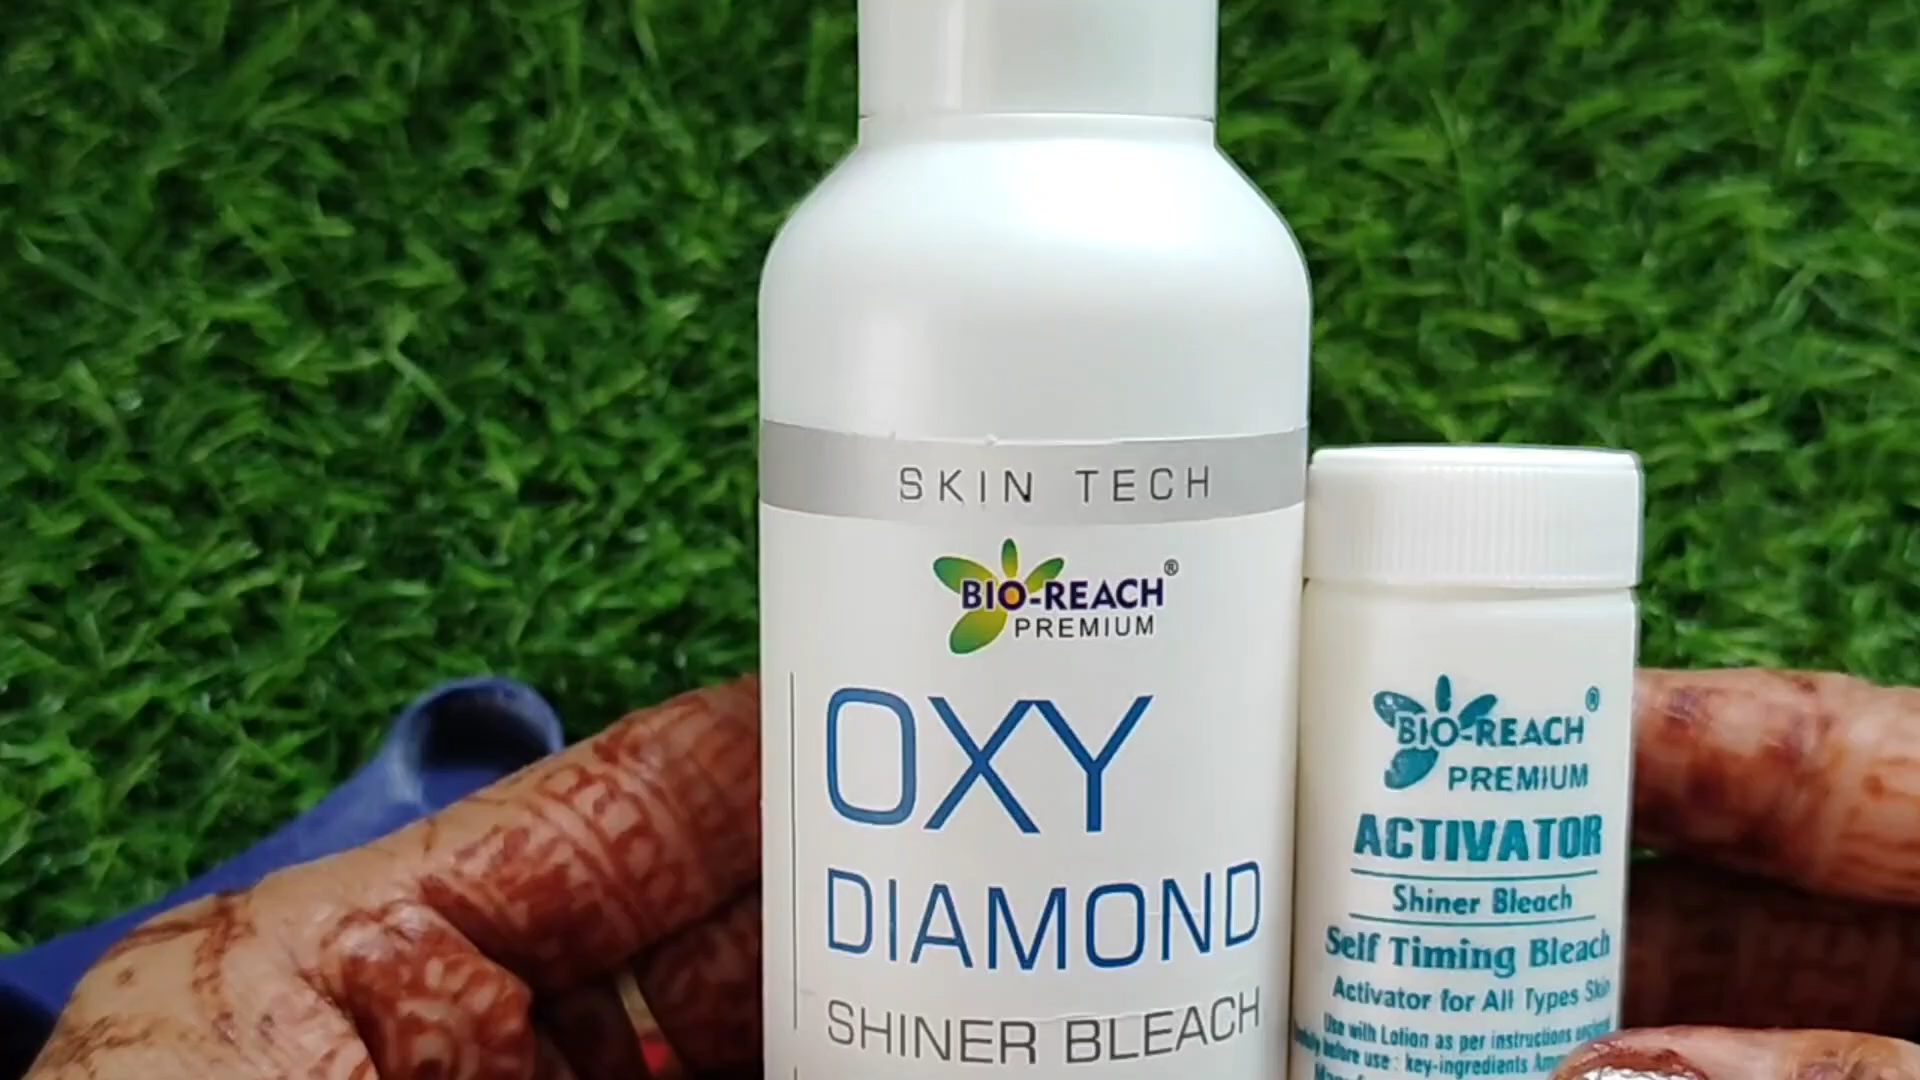 SKIN TECH
BIO-REACH®
PREMIUM
OXY
DIAMOND
SHINER BLEACH
BIO-REACH®
PREMIUM
ACTIVATOR
Shiner Bleach
Self Timing Bleach
Activator for All Types Skin
Use with Lotion as per instructions
before use : key-ingredients